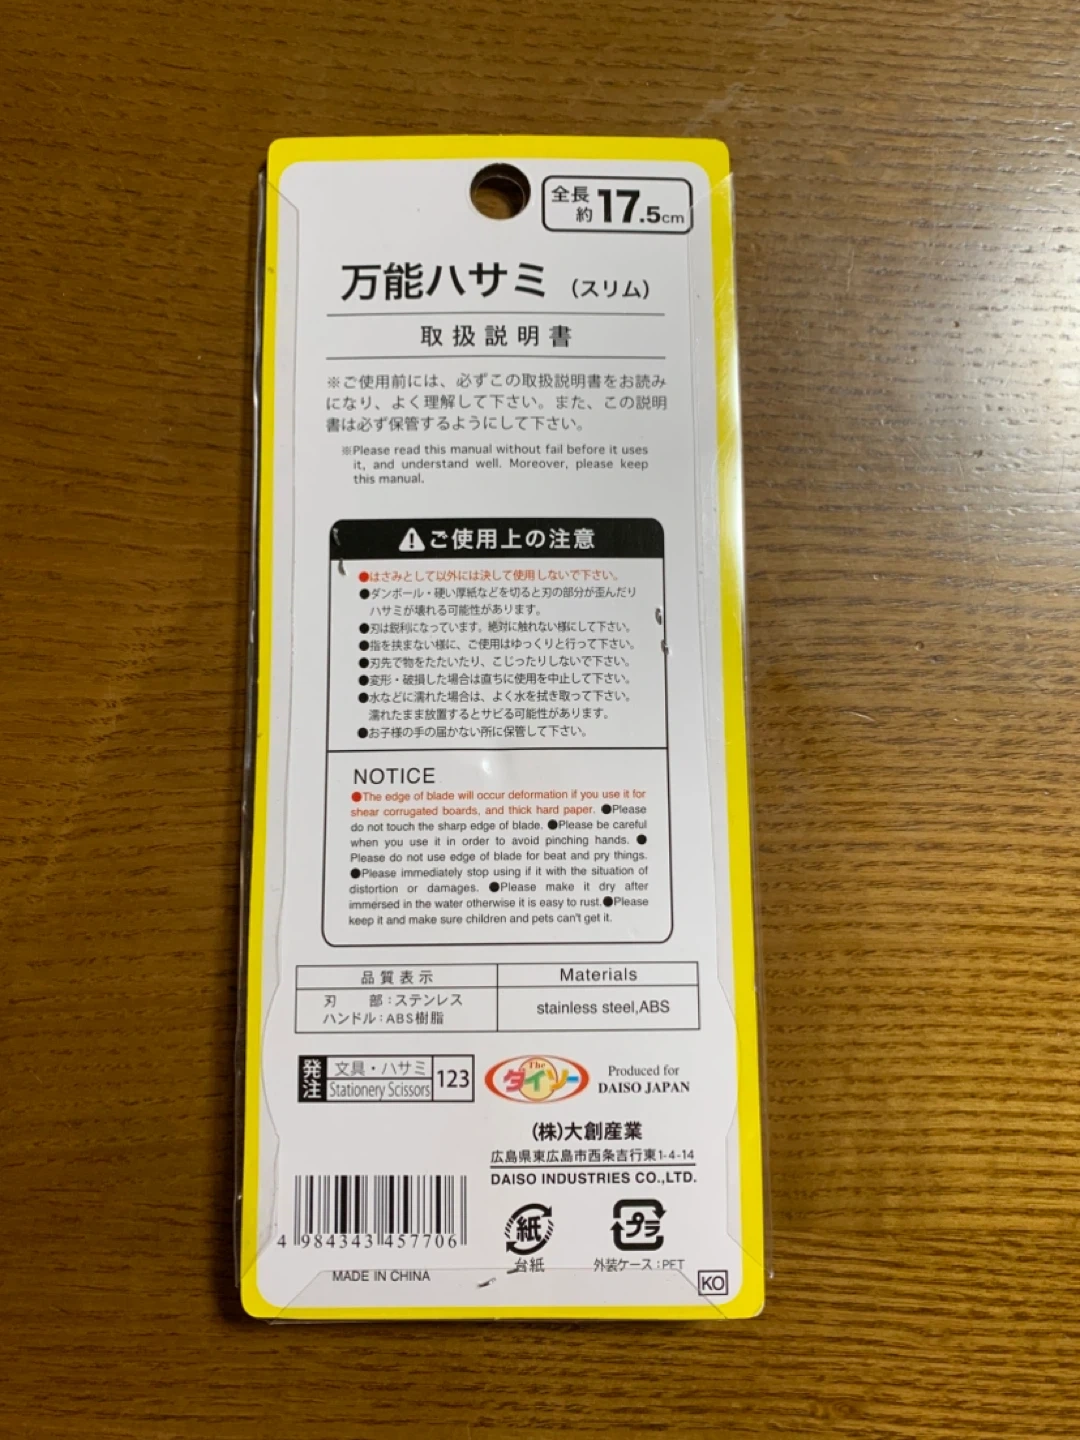 全長
約 17.5cm
万能ハサミ (スリム)
取扱説明書
※ご使用前には、必ずこの取扱説明書をお読み
になり、よく理解して下さい。また、この説明
書は必ず保管するようにして下さい。
※Please read this manual without fail before it uses
it, and understand well. Moreover, please keep
this manual.
ご使用上の注意
●はさみとして以外には決して使用しないで下さい。
●ダンボール・硬い厚紙などを切ると刃の部分が歪んだり
ハサミが壊れる可能性があります。
●刃は鋭利になっています。絶対に触れない様にして下さい。
●指を挟まない様に、ご使用はゆっくりと行って下さい。
●刃先で物をたたいたり、こじったりしないで下さい。
●変形・破損した場合は直ちに使用を中止して下さい。
●水などに濡れた場合は、よく水を拭き取って下さい。
濡れたまま放置するとサビる可能性があります。
●お子様の手の届かない所に保管して下さい。
NOTICE
●The edge of blade will occur deformation if you use it for
shear corrugated boards, and thick hard paper. ●Please
do not touch the sharp edge of blade. ●Please be careful
when you use it in order to avoid pinching hands. ●
Please do not use edge of blade for beat and pry things.
●Please immediately stop using if it with the situation of
distortion or damages. ●Please make it dry after
immersed in the water otherwise it is easy to rust.●Please
keep it and make sure children and pets can't get it.
品質表示
刃 部:ステンレス
ハンドル:ABS樹脂
Materials
stainless steel,ABS
発注 文具・ハサミ
Stationery Scissors 123
The
ダイソー
Produced for
DAISO JAPAN
(株)大創産業
広島県東広島市西条吉行東1-4-14
DAISO INDUSTRIES CO.,LTD.
4 984343 457706
紙
台紙
プラ
外装ケース:PET
MADE IN CHINA
KO